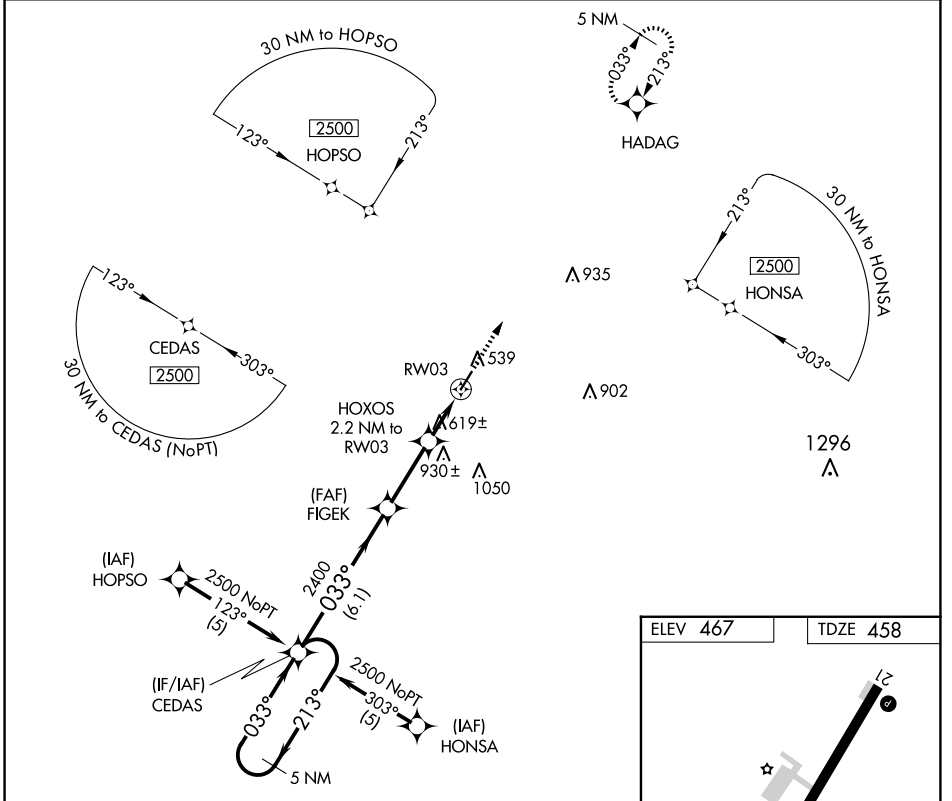 30 NM to HOPSO
123°
2500
HOPSO
213°
5 NM
033°
213°
HADAG
213°
30 NM to HONSA
2500
HONSA
303°
123°
CEDAS
2500
303°
30 NM to CEDAS (NoPT)
935
902
1296
RW03
539
HOXOS
2.2 NM to
RW03
619±
930±
1050
(FAF)
FIGEK
(IAF)
HOPSO
2500 NoPT
123°
(5)
2400
033°
(6.1)
(IF/IAF)
CEDAS
033°
213°
5 NM
2500 NoPT
303°
(5)
(IAF)
HONSA
ELEV 467
TDZE 458
21
P